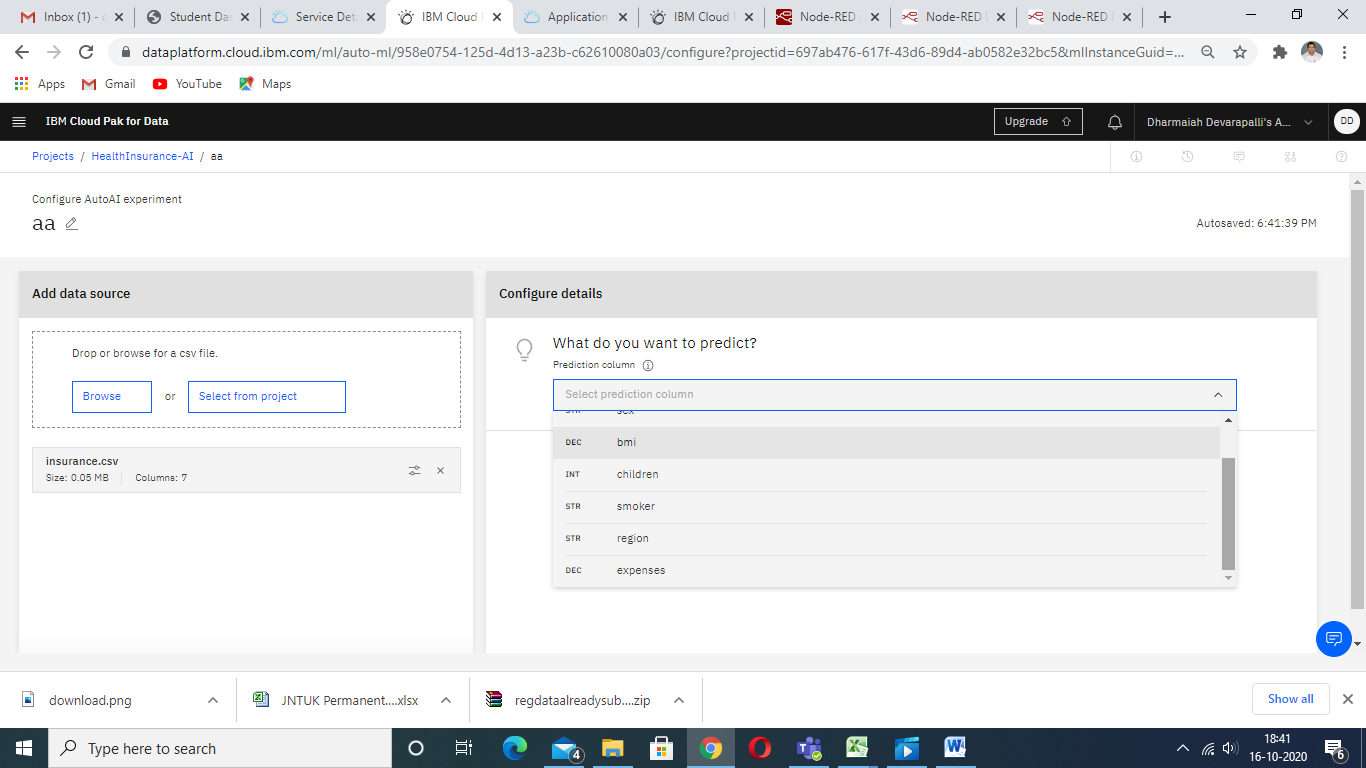 Inbox (1) - c
Student Das
Service Deta
IBM Cloud P
Application
IBM Cloud P
Node-RED :
Node-RED
Node-RED
dataplatform.cloud.ibm.com/ml/auto-ml/958e0754-125d-4d13-a23b-c62610080a03/configure?projectid=697ab476-617f-43d6-89d4-ab0582e32bc5&mlInstanceGuid=...
Apps
Gmail
YouTube
Maps
IBM Cloud Pak for Data
Upgrade
Dharmaiah Devarapalli's A...
DD
Projects / HealthInsurance-AI / aa
Configure AutoAI experiment
aa
Autosaved: 6:41:39 PM
Add data source
Drop or browse for a csv file.
Browse or Select from project
insurance.csv
Size: 0.05 MB Columns: 7
Configure details
What do you want to predict?
Prediction column
Select prediction column
STR sex
DEC bmi
INT children
STR smoker
STR region
DEC expenses
download.png
JNTUK Permanent....xlsx
regdataalreadysub....zip
Show all
Type here to search
4
18:41
16-10-2020
6